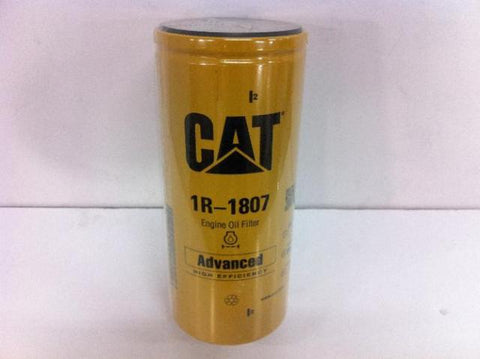 CAT®
1R-1807
Engine Oil Filter
Advanced
HIGH EFFICIENCY